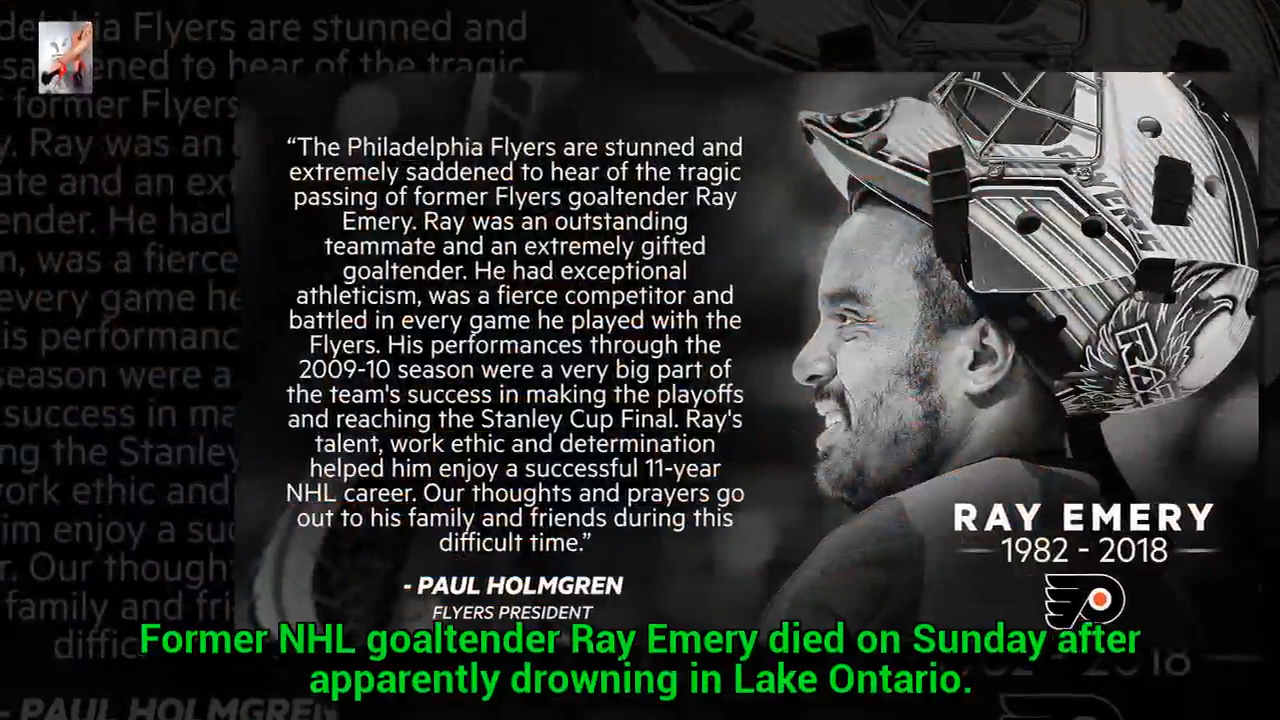 “The Philadelphia Flyers are stunned and
extremely saddened to hear of the tragic
passing of former Flyers goaltender Ray
Emery. Ray was an outstanding
teammate and an extremely gifted
goaltender. He had exceptional
athleticism, was a fierce competitor and
battled in every game he played with the
Flyers. His performances through the
2009-10 season were a very big part of
the team's success in making the playoffs
and reaching the Stanley Cup Final. Ray's
talent, work ethic and determination
helped him enjoy a successful 11-year
NHL career. Our thoughts and prayers go
out to his family and friends during this
difficult time.”
- PAUL HOLMGREN
FLYERS PRESIDENT
RAY EMERY
1982 - 2018
Former NHL goaltender Ray Emery died on Sunday after
apparently drowning in Lake Ontario.